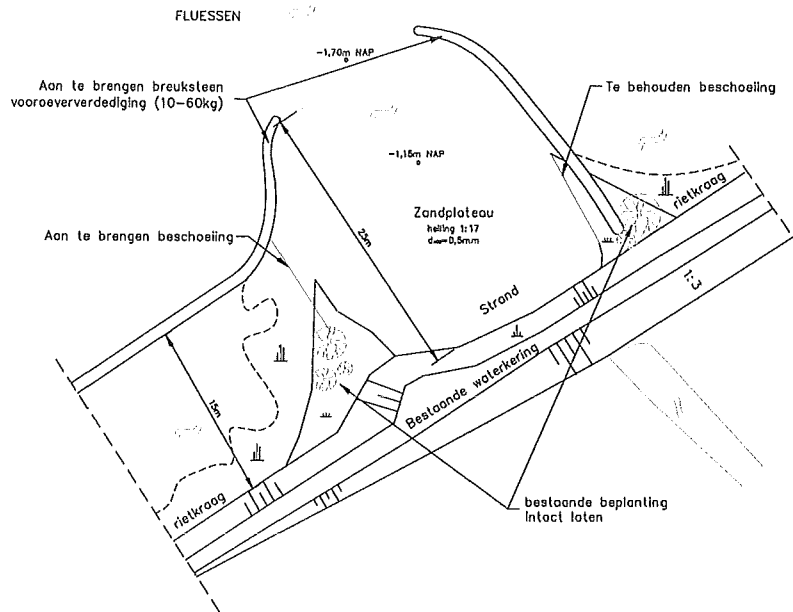 FLUESSEN
-1,70m NAP
Aan te brengen breuksteen
vooroeververdediging (10-60kg)
Te behouden beschoeiing
-1,15m NAP
rietkraag
Zandplateau
helling 1:17
=0,5mm
25m
Aan te brengen beschoeiing
1:3
Strand
Bestaande waterkering
15m
rietkraag
bestaande beplanting
intact laten